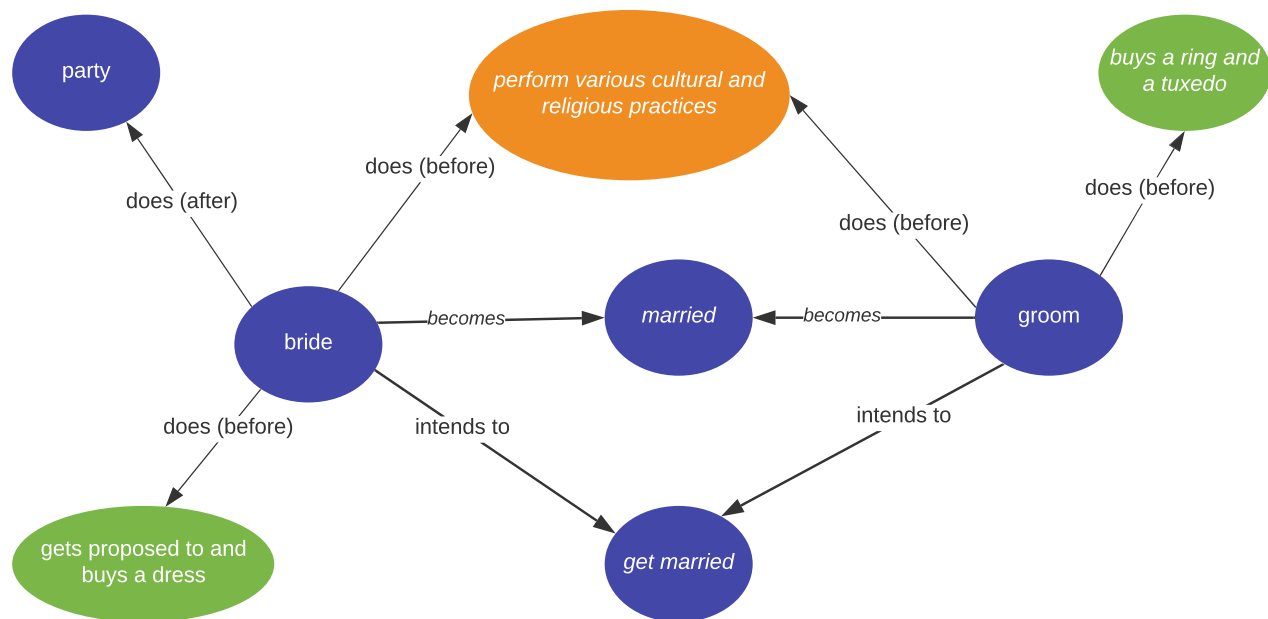 party
perform various cultural and
religious practices
buys a ring and
a tuxedo
does (before)
does (before)
does (after)
does (before)
bride
becomes
married
becomes
groom
does (before)
intends to
intends to
gets proposed to and
buys a dress
get married